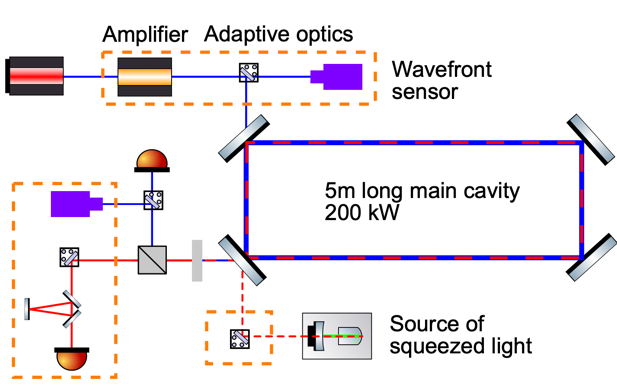 Amplifier Adaptive optics
Wavefront
sensor
5m long main cavity
200 kW
Source of
squeezed light